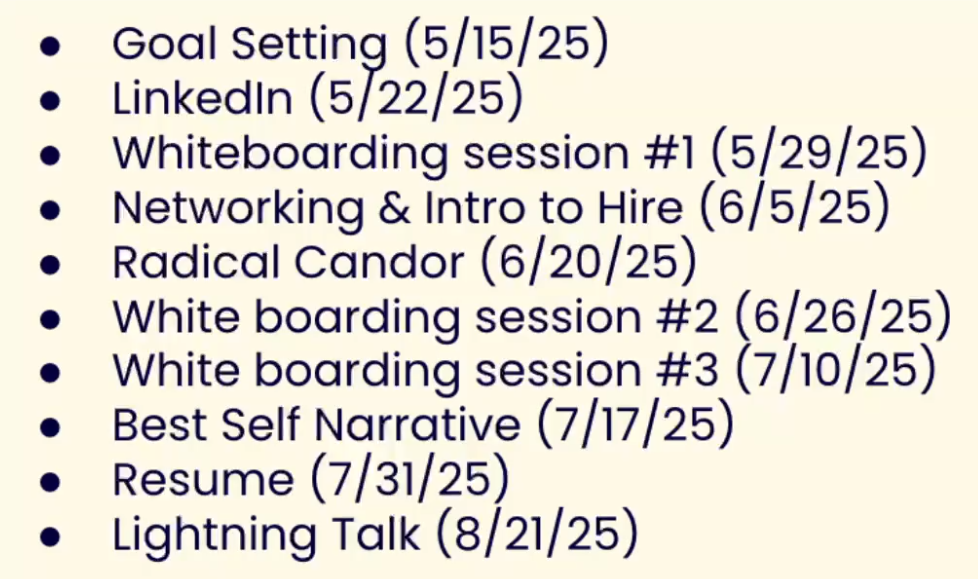 ● Goal Setting (5/15/25)
● LinkedIn (5/22/25)
● Whiteboarding session #1 (5/29/25)
● Networking & Intro to Hire (6/5/25)
● Radical Candor (6/20/25)
● White boarding session #2 (6/26/25)
● White boarding session #3 (7/10/25)
● Best Self Narrative (7/17/25)
● Resume (7/31/25)
● Lightning Talk (8/21/25)